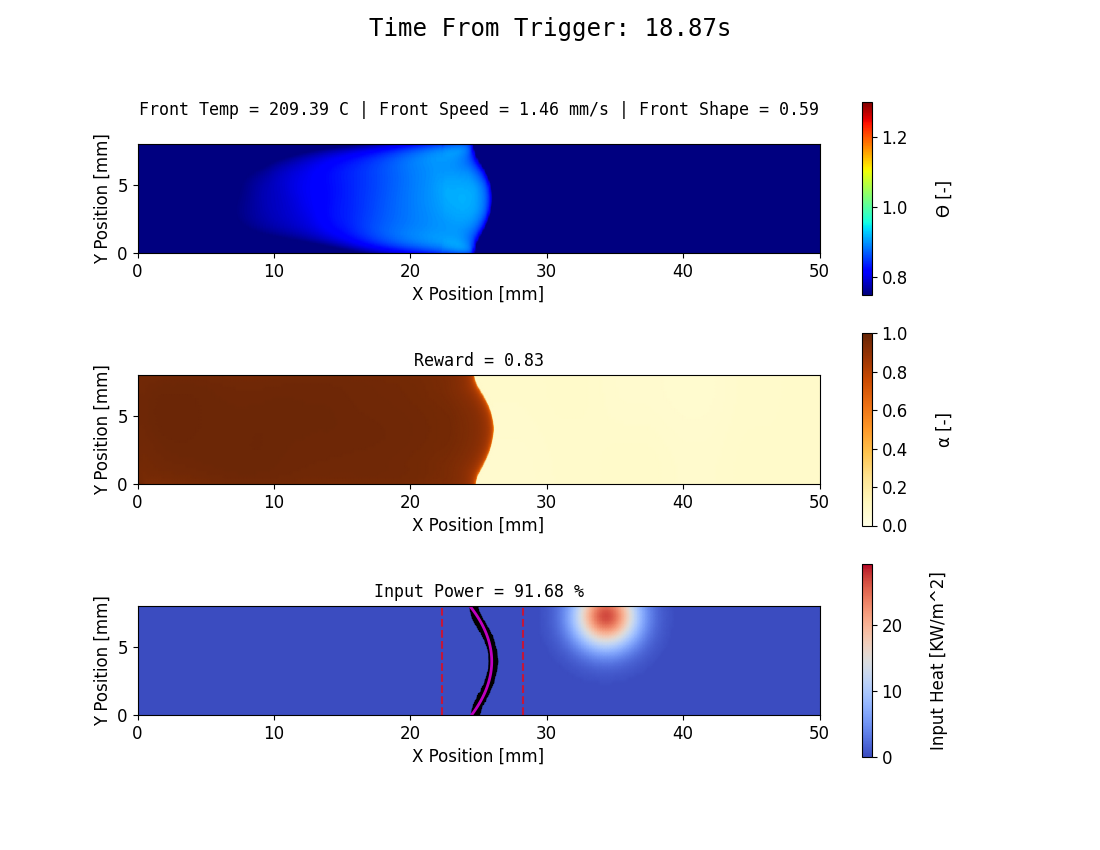 Time From Trigger: 18.87s
Front Temp = 209.39 C | Front Speed = 1.46 mm/s | Front Shape = 0.59
Y Position [mm]
5
0
0 10 20 30 40 50
X Position [mm]
1.2
1.0
0.8
Θ [-]
Reward = 0.83
Y Position [mm]
5
0
0 10 20 30 40 50
X Position [mm]
1.0
0.8
0.6
0.4
0.2
0.0
α [-]
Input Power = 91.68 %
Y Position [mm]
5
0
0 10 20 30 40 50
X Position [mm]
20
10
0
Input Heat [KW/m^2]